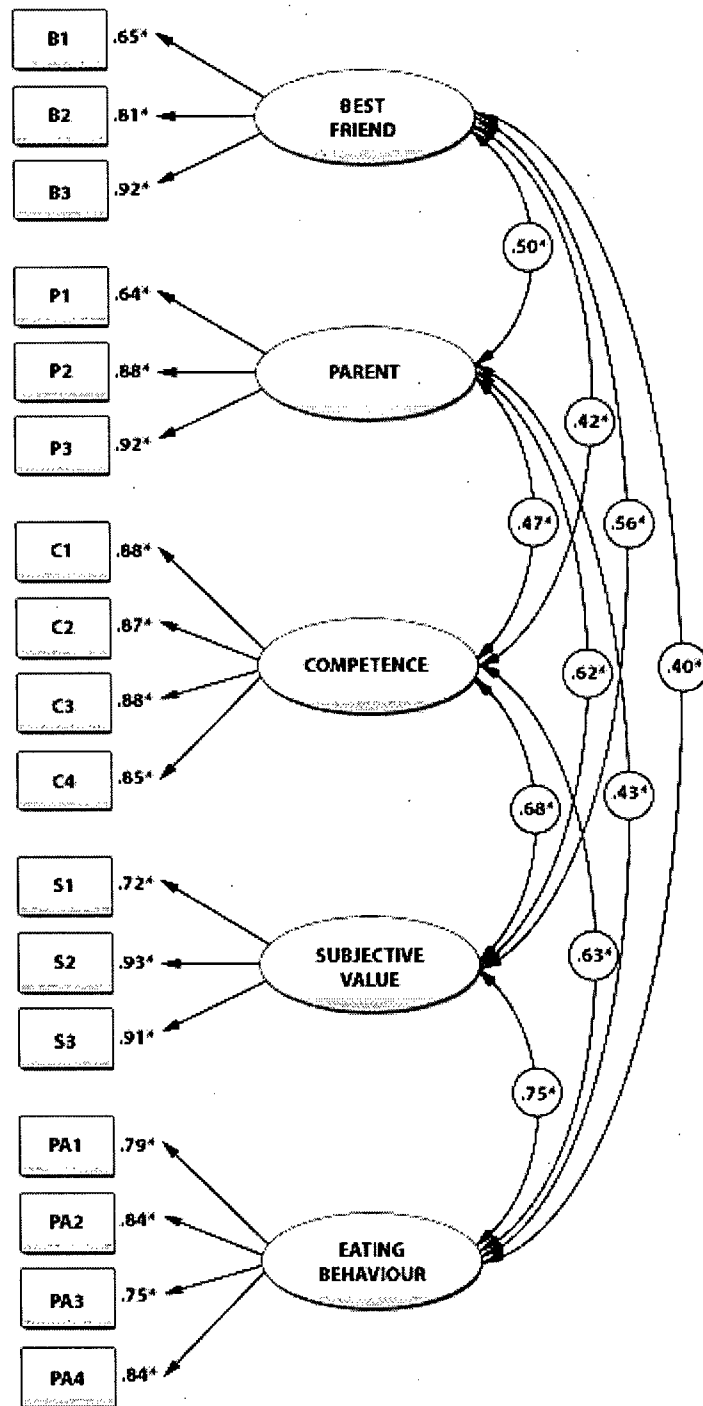 B1 .65*
B2 .81*
B3 .92*
BEST
FRIEND
.50*
P1 .64*
P2 .88*
P3 .92*
PARENT
.42*
.47*
.56*
C1 .88*
C2 .87*
C3 .88*
C4 .85*
COMPETENCE
.62*
.40*
.68*
.43*
S1 .72*
S2 .93*
S3 .91*
SUBJECTIVE
VALUE
.63*
.75*
PA1 .79*
PA2 .84*
PA3 .75*
PA4 .84*
EATING
BEHAVIOUR